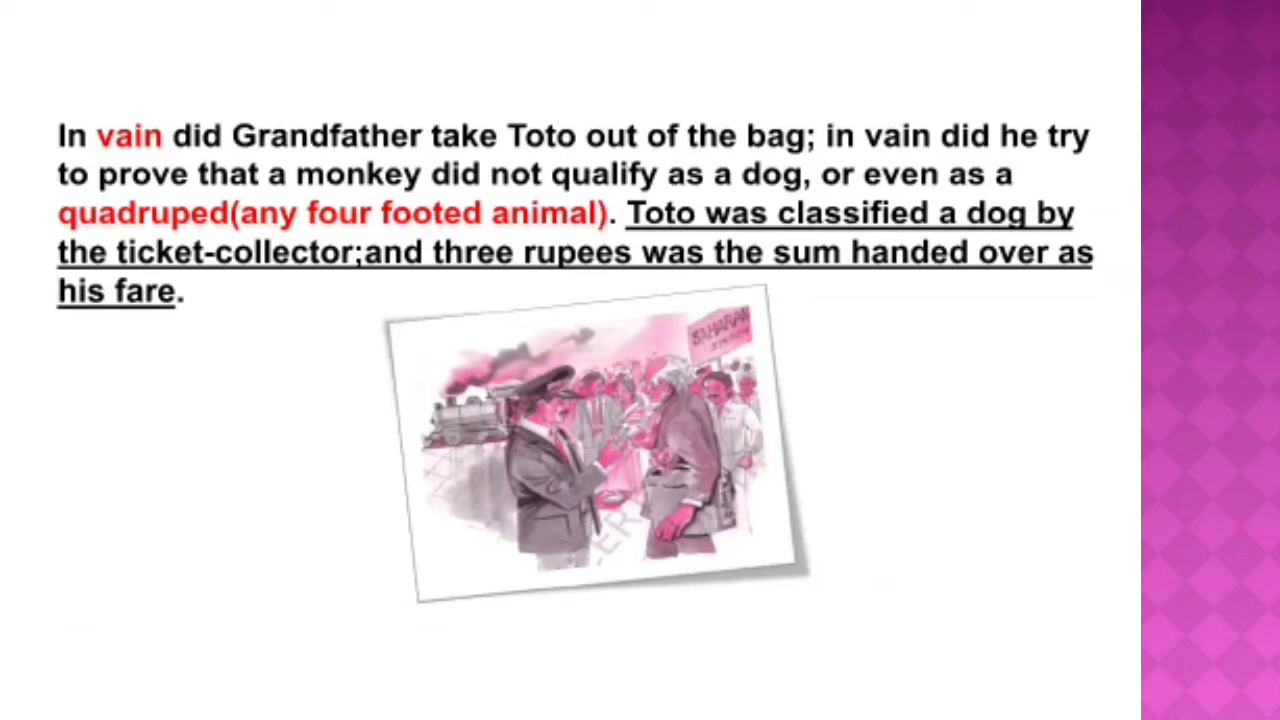 In vain did Grandfather take Toto out of the bag; in vain did he try
to prove that a monkey did not qualify as a dog, or even as a
quadruped(any four footed animal). Toto was classified a dog by
the ticket-collector;and three rupees was the sum handed over as
his fare.
SAHARAN